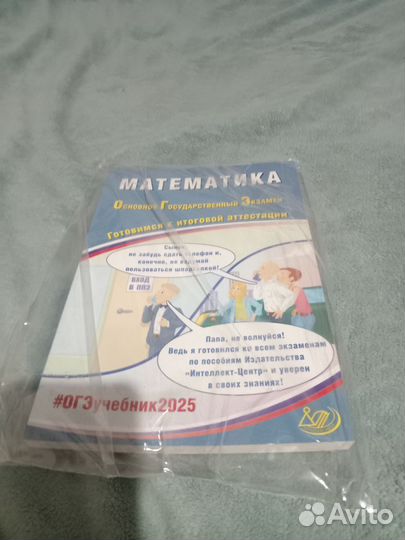 МАТЕМАТИКА
ОСНОВНОЙ ГОСУДАРСТВЕННЫЙ ЭКЗАМЕН
ГОТОВИМСЯ К ИТОГОВОЙ АТТЕСТАЦИИ
Сынок,
не забудь сдать телефон и,
конечно, не вздумай
пользоваться шпаргалкой!
ВХОД
В ППЭ
Папа, не волнуйся!
Ведь я готовился ко всем экзаменам
по пособиям Издательства
«Интеллект-Центр» и уверен
в своих знаниях!
#ОГЭучебник2025
Avito